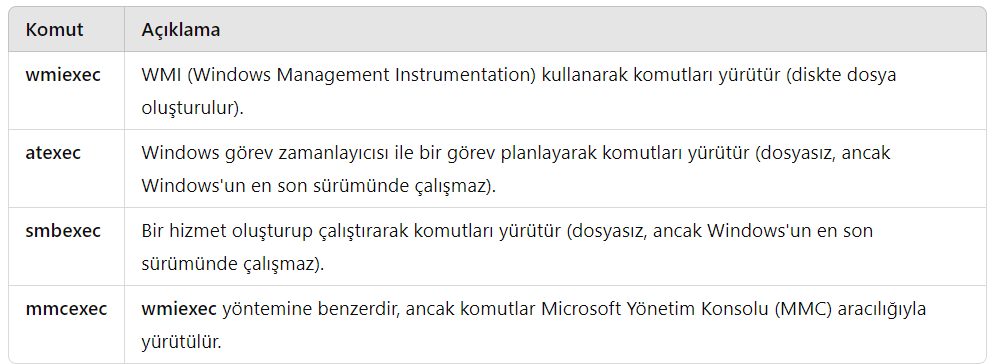 Komut Açıklama
wmiexec WMI (Windows Management Instrumentation) kullanarak komutları yürütür (diskte dosya
oluşturulur).
atexec Windows görev zamanlayıcısı ile bir görev planlayarak komutları yürütür (dosyasız, ancak
Windows'un en son sürümünde çalışmaz).
smbexec Bir hizmet oluşturup çalıştırarak komutları yürütür (dosyasız, ancak Windows'un en son
sürümünde çalışmaz).
mmcexec wmiexec yöntemine benzerdir, ancak komutlar Microsoft Yönetim Konsolu (MMC) aracılığıyla
yürütülür.